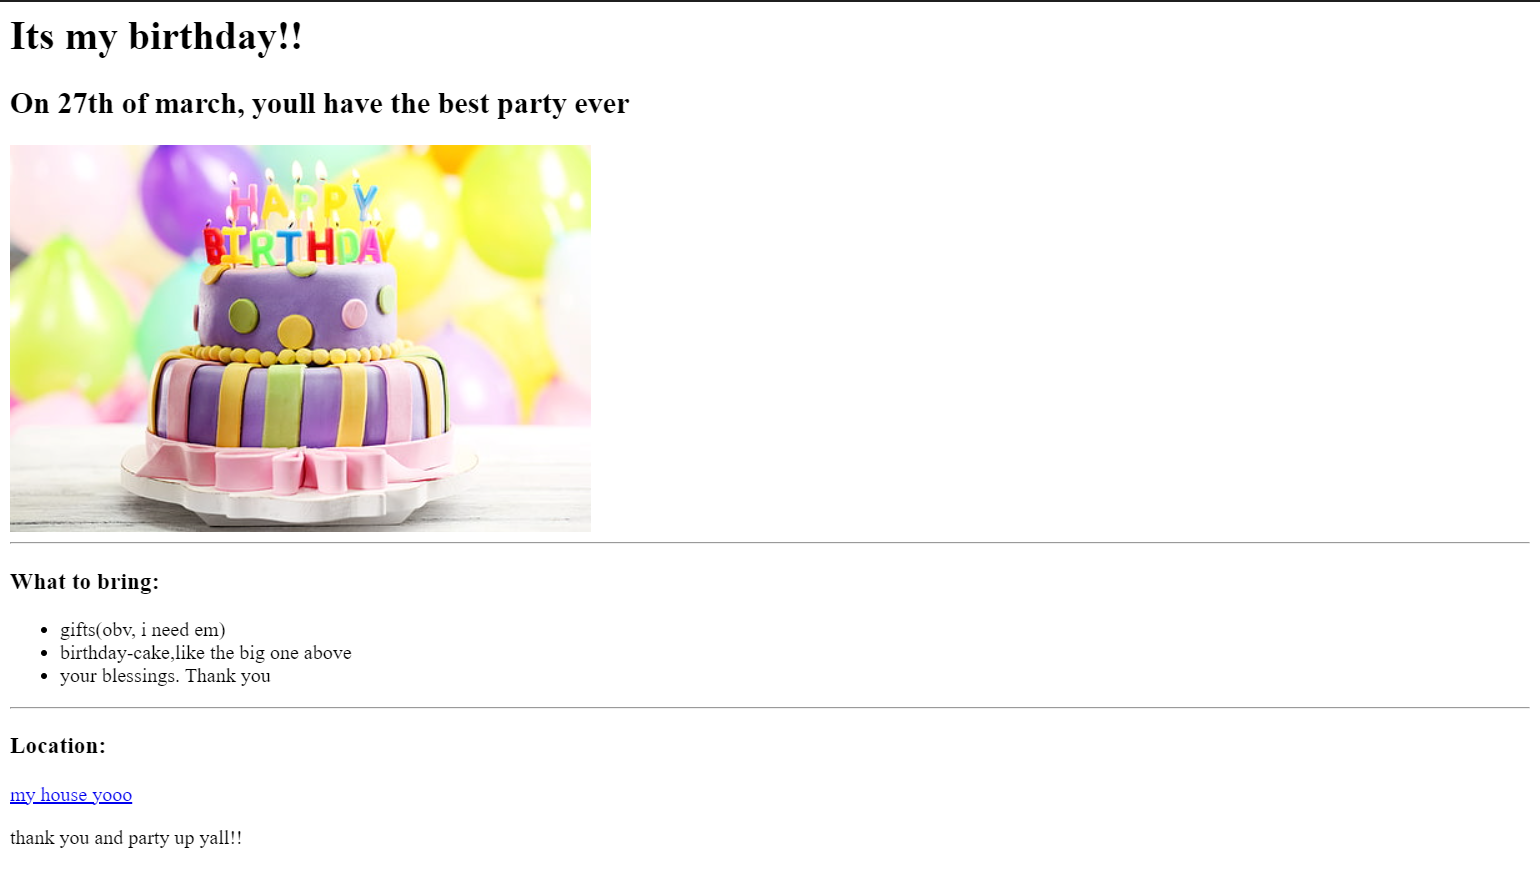 Its my birthday!!
On 27th of march, youll have the best party ever
HAPPY
BIRTHDAY
What to bring:
gifts(obv, i need em)
birthday-cake,like the big one above
your blessings. Thank you
Location:
my house yooo
thank you and party up yall!!